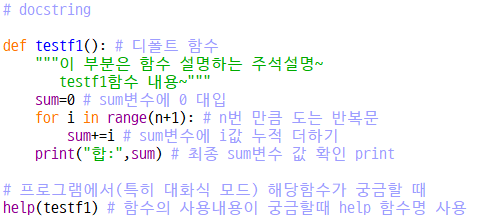 # docstring
def testf1(): # 디폴트 함수
    """이 부분은 함수 설명하는 주석설명~
       testf1함수 내용~"""
    sum=0 # sum변수에 0 대입
    for i in range(n+1): # n번 만큼 도는 반복문
        sum+=i # sum변수에 i값 누적 더하기
    print("합:",sum) # 최종 sum변수 값 확인 print
# 프로그램에서(특히 대화식 모드) 해당함수가 궁금할 때
help(testf1) # 함수의 사용내용이 궁금할때 help 함수명 사용